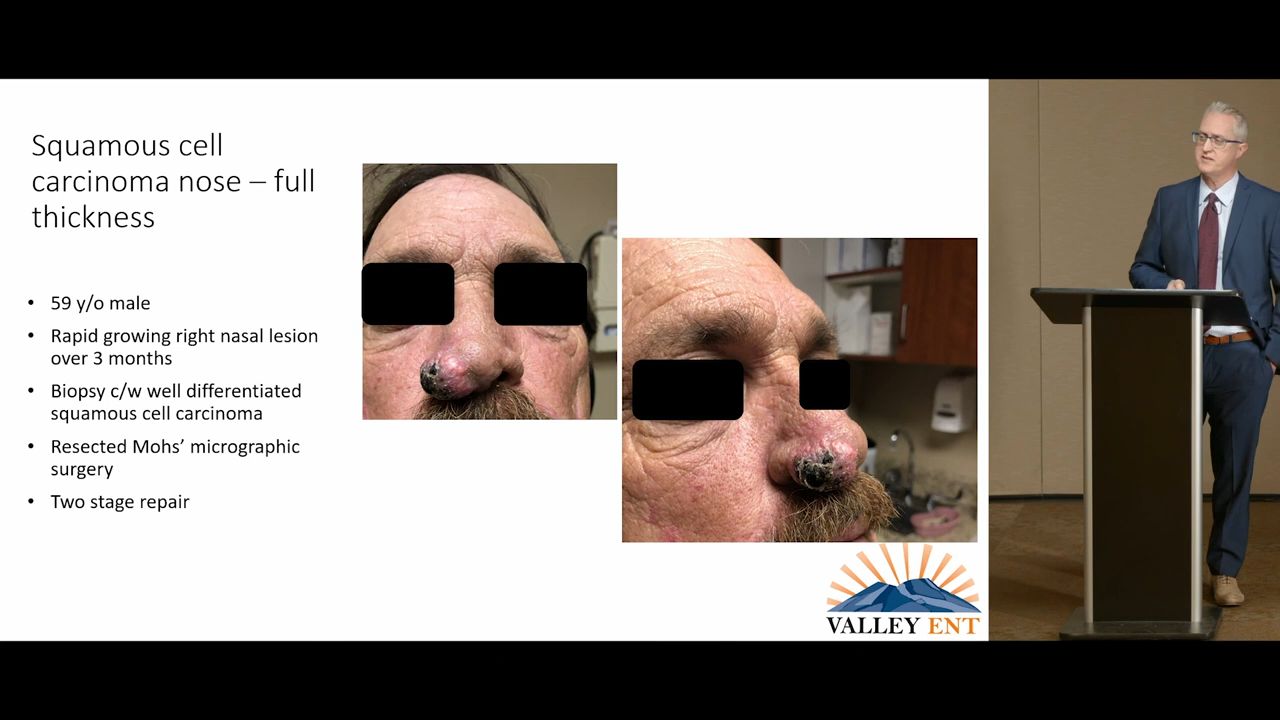 Squamous cell
carcinoma nose – full
thickness
• 59 y/o male
• Rapid growing right nasal lesion
over 3 months
• Biopsy c/w well differentiated
squamous cell carcinoma
• Resected Mohs’ micrographic
surgery
• Two stage repair
VALLEY ENT